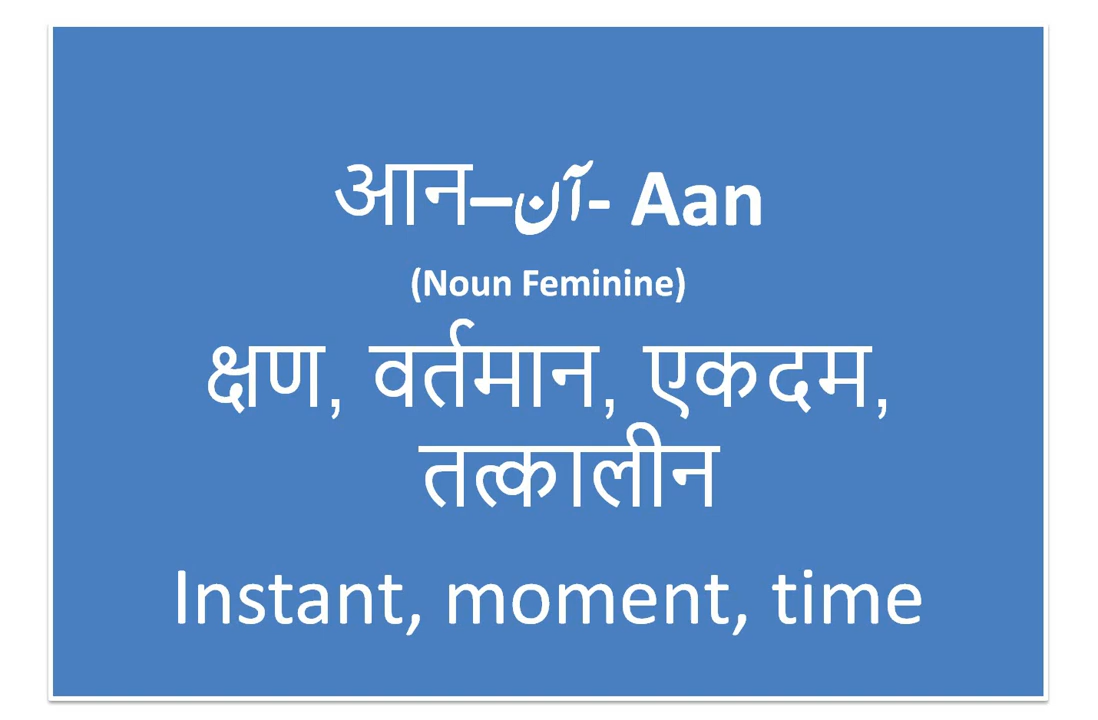 आन–آن- Aan
(Noun Feminine)
क्षण, वर्तमान, एकदम,
तत्कालीन
Instant, moment, time